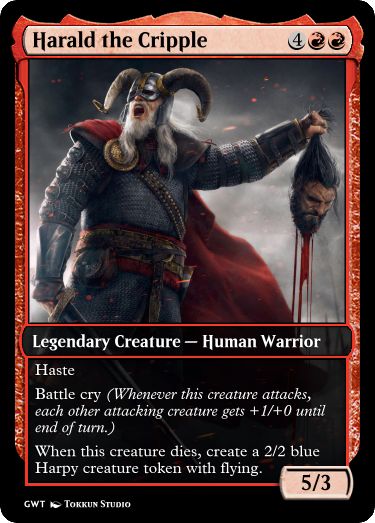 Harald the Cripple 4
Legendary Creature — Human Warrior
Haste
Battle cry (Whenever this creature attacks,
each other attacking creature gets +1/+0 until
end of turn.)
When this creature dies, create a 2/2 blue
Harpy creature token with flying.
5/3
GWT Tokkun Studio